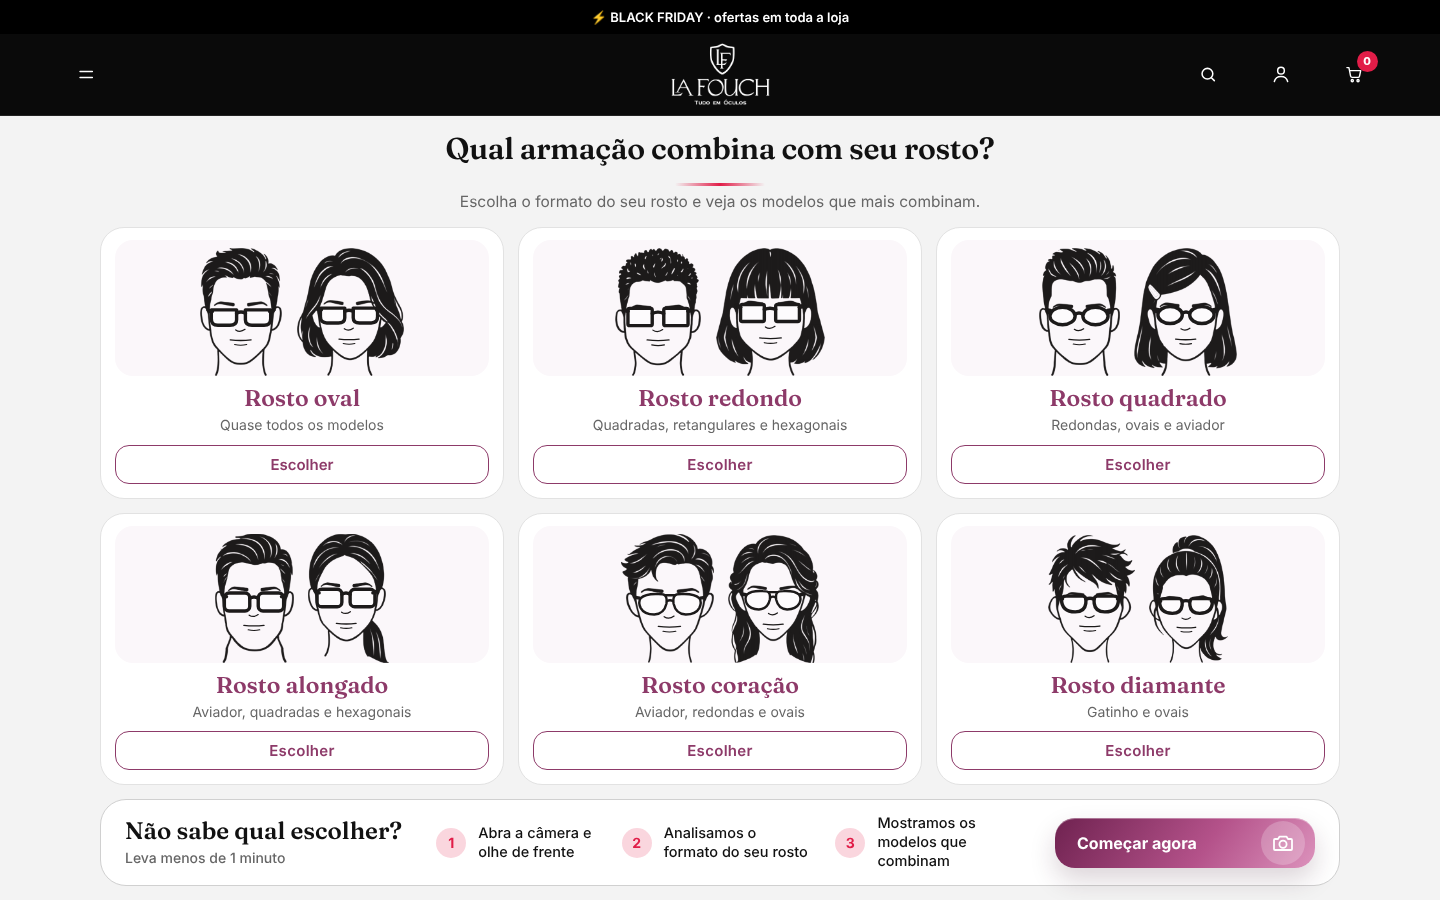 ⚡ BLACK FRIDAY · ofertas em toda a loja
LF
LA FOUCH
TUDO EM ÓCULOS
0
Qual armação combina com seu rosto?
Escolha o formato do seu rosto e veja os modelos que mais combinam.
Rosto oval
Quase todos os modelos
Escolher
Rosto redondo
Quadradas, retangulares e hexagonais
Escolher
Rosto quadrado
Redondas, ovais e aviador
Escolher
Rosto alongado
Aviador, quadradas e hexagonais
Escolher
Rosto coração
Aviador, redondas e ovais
Escolher
Rosto diamante
Gatinho e ovais
Escolher
Não sabe qual escolher?
Leva menos de 1 minuto
1
Abra a câmera e
olhe de frente
2
Analisamos o
formato do seu rosto
3
Mostramos os
modelos que
combinam
Começar agora